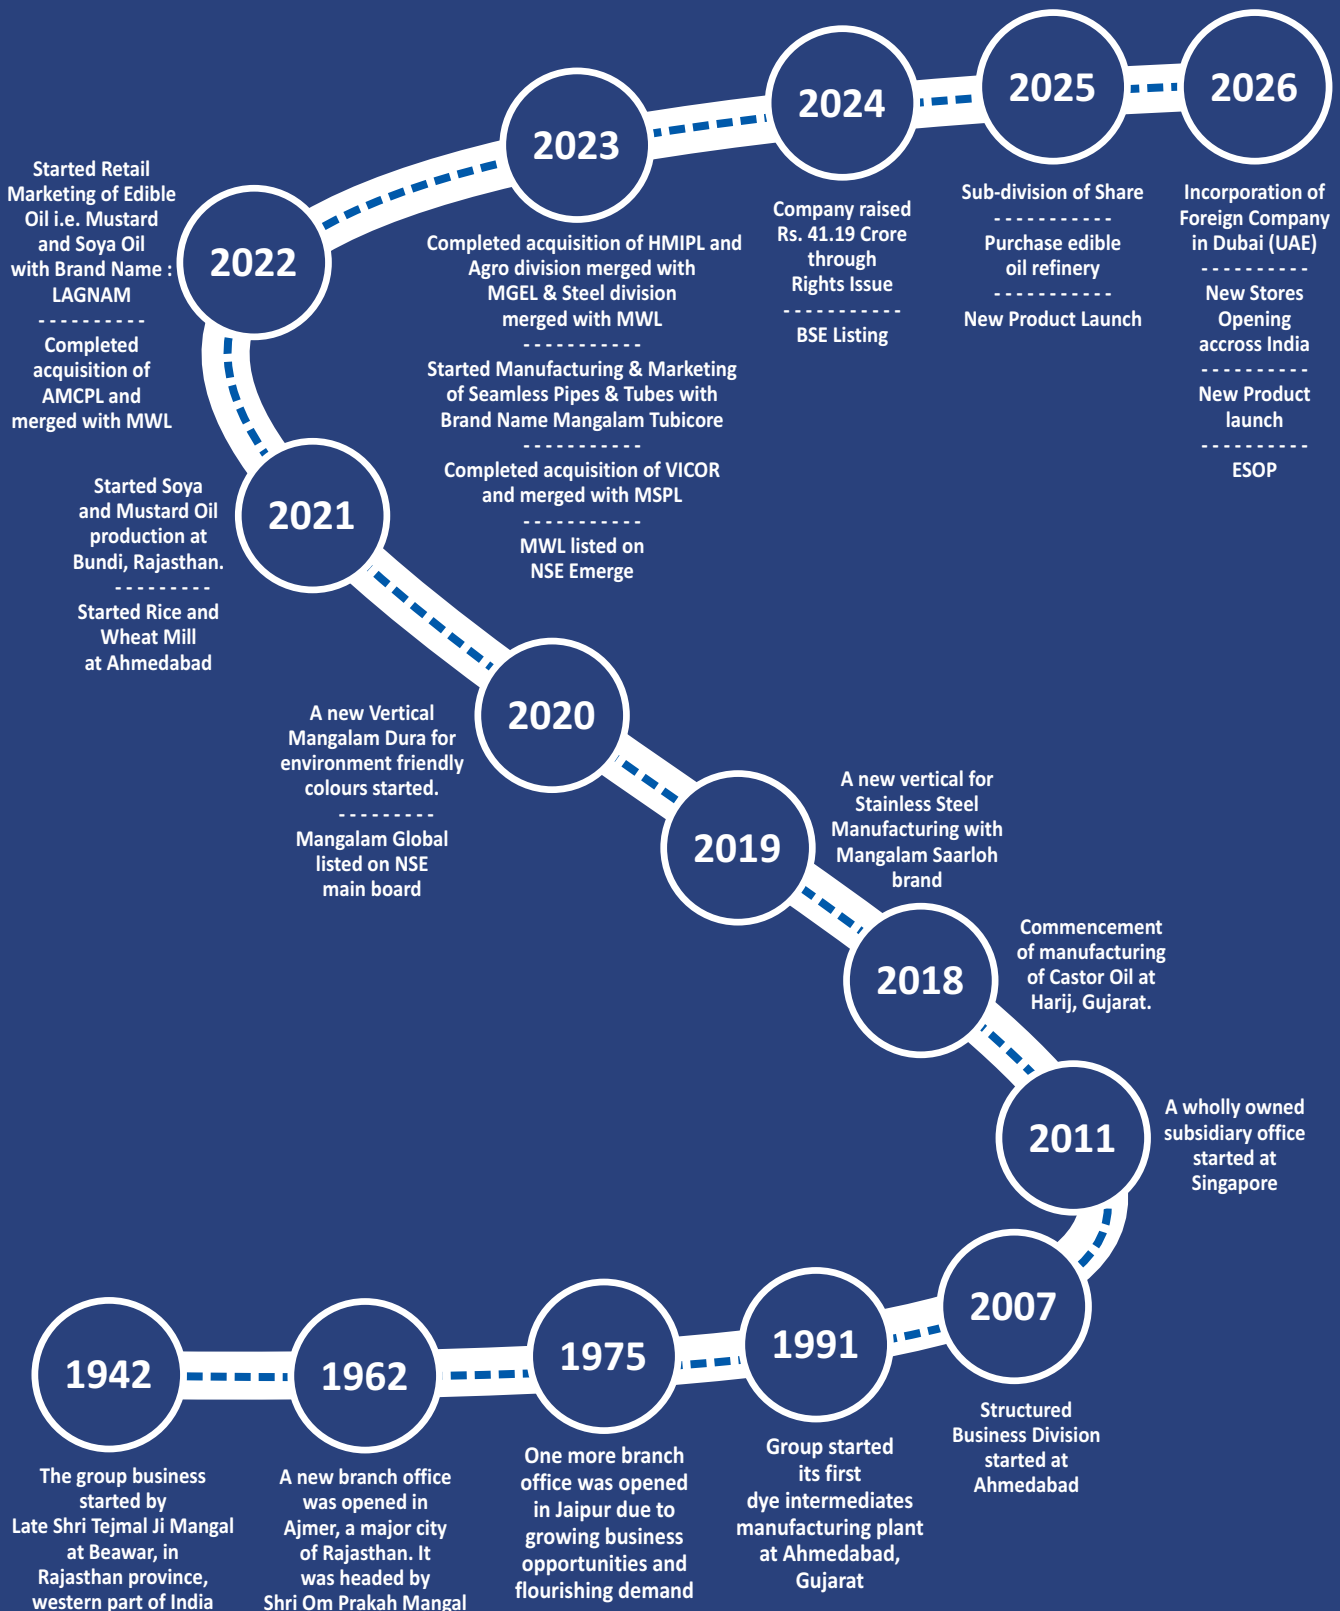 2026
Incorporation of
Foreign Company
in Dubai (UAE)
- - - - - - - - - -
New Stores
Opening
accross India
- - - - - - - - - -
New Product
launch
- - - - - - - - - -
ESOP
2025
Sub-division of Share
- - - - - - - - - - -
Purchase edible
oil refinery
- - - - - - - - - - -
New Product Launch
2024
Company raised
Rs. 41.19 Crore
through
Rights Issue
- - - - - - - - - - -
BSE Listing
2023
Completed acquisition of HMIPL and
Agro division merged with
MGEL & Steel division
merged with MWL
- - - - - - - - - - -
Started Manufacturing & Marketing
of Seamless Pipes & Tubes with
Brand Name Mangalam Tubicore
- - - - - - - - - - -
Completed acquisition of VICOR
and merged with MSPL
- - - - - - - - - - -
MWL listed on
NSE Emerge
2022
Started Retail
Marketing of Edible
Oil i.e. Mustard
and Soya Oil
with Brand Name :
LAGNAM
- - - - - - - - - -
Completed
acquisition of
AMCPL and
merged with MWL
2021
Started Soya
and Mustard Oil
production at
Bundi, Rajasthan.
- - - - - - - - -
Started Rice and
Wheat Mill
at Ahmedabad
2020
A new Vertical
Mangalam Dura for
environment friendly
colours started.
- - - - - - - - -
Mangalam Global
listed on NSE
main board
2019
A new vertical for
Stainless Steel
Manufacturing with
Mangalam Saarloh
brand
2018
Commencement
of manufacturing
of Castor Oil at
Harij, Gujarat.
2011
A wholly owned
subsidiary office
started at
Singapore
2007
Structured
Business Division
started at
Ahmedabad
1991
Group started
its first
dye intermediates
manufacturing plant
at Ahmedabad,
Gujarat
1975
One more branch
office was opened
in Jaipur due to
growing business
opportunities and
flourishing demand
1962
A new branch office
was opened in
Ajmer, a major city
of Rajasthan. It
was headed by
Shri Om Prakah Mangal
1942
The group business
started by
Late Shri Tejmal Ji Mangal
at Beawar, in
Rajasthan province,
western part of India